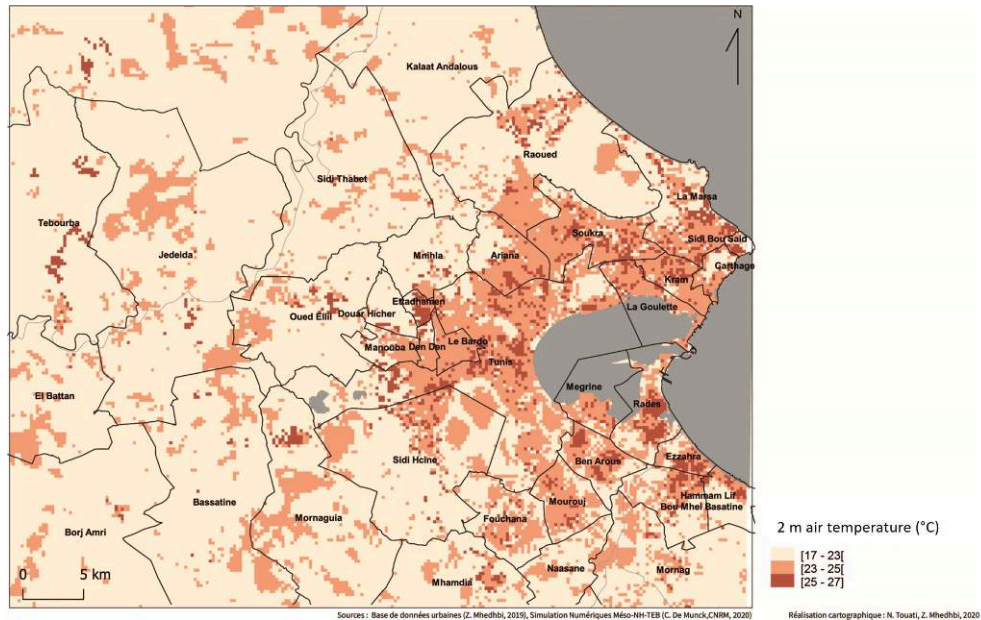 N
Kalaat Andalous
Raoued
Sidi Thabet
La Marsa
Tebourba
Soukra
Sidi Bou Said
Jedeida
Mnihla
Ariana
Carthage
Kram
Ettadhamen
La Goulette
Oued Ellil Douar Hicher
Le Bardo
Manouba Den Den
Tunis
Megrine
El Battan
Rades
Ezzahra
Sidi Hcine
Ben Arous
Hammam Lif
Bassatine
Mourouj
Bou Mhel Basatine
Mornaguia
Fouchana
Borj Amri
2 m air temperature (°C)
[17 - 23[
[23 - 25[
[25 - 27]
Naasane
Mornag
0 5 km
Mhamdia
Sources : Base de données urbaines (Z. Mhedhbi, 2019), Simulation Numériques Méso-NH-TEB (C. De Munck,CNRM, 2020)
Réalisation cartographique : N. Touati, Z. Mhedhbi, 2020